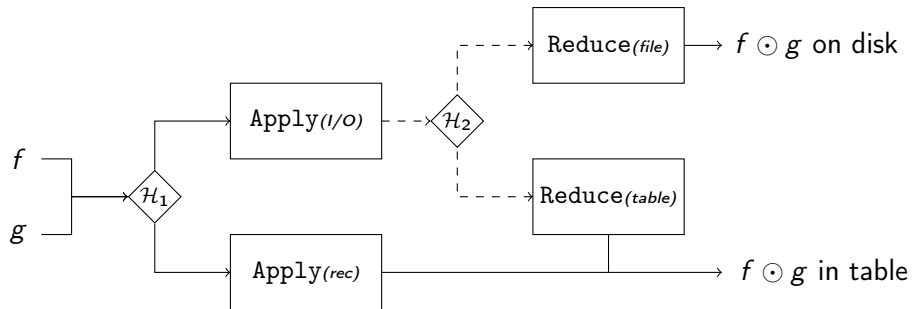 Reduce(file)
f ⊙ g on disk
Apply(I/O)
ℋ₂
f
ℋ₁
g
Reduce(table)
Apply(rec)
f ⊙ g in table